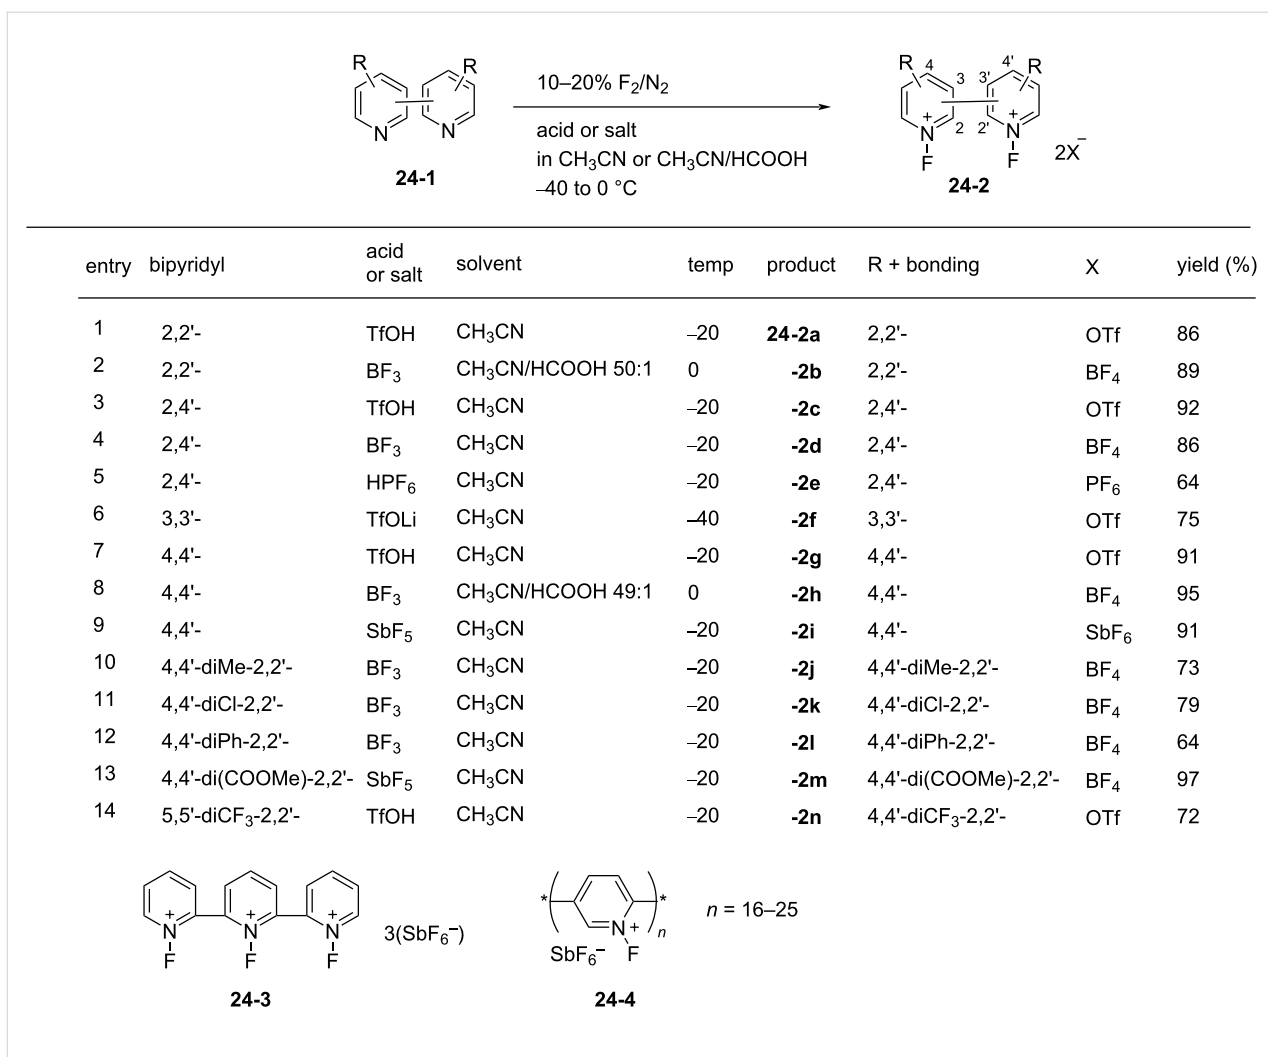 R R N N
24-1
10–20% F₂/N₂
acid or salt
in CH₃CN or CH₃CN/HCOOH
–40 to 0 °C
R 4 3 2 N + F 4' 3' 2' R N + F
2X⁻
24-2
entry bipyridyl acid or salt solvent temp product R + bonding X yield (%)
1 2,2'- TfOH CH₃CN –20 24-2a 2,2'- OTf 86
2 2,2'- BF₃ CH₃CN/HCOOH 50:1 0 -2b 2,2'- BF₄ 89
3 2,4'- TfOH CH₃CN –20 -2c 2,4'- OTf 92
4 2,4'- BF₃ CH₃CN –20 -2d 2,4'- BF₄ 86
5 2,4'- HPF₆ CH₃CN –20 -2e 2,4'- PF₆ 64
6 3,3'- TfOLi CH₃CN –40 -2f 3,3'- OTf 75
7 4,4'- TfOH CH₃CN –20 -2g 4,4'- OTf 91
8 4,4'- BF₃ CH₃CN/HCOOH 49:1 0 -2h 4,4'- BF₄ 95
9 4,4'- SbF₅ CH₃CN –20 -2i 4,4'- SbF₆ 91
10 4,4'-diMe-2,2'- BF₃ CH₃CN –20 -2j 4,4'-diMe-2,2'- BF₄ 73
11 4,4'-diCl-2,2'- BF₃ CH₃CN –20 -2k 4,4'-diCl-2,2'- BF₄ 79
12 4,4'-diPh-2,2'- BF₃ CH₃CN –20 -2l 4,4'-diPh-2,2'- BF₄ 64
13 4,4'-di(COOMe)-2,2'- SbF₅ CH₃CN –20 -2m 4,4'-di(COOMe)-2,2'- BF₄ 97
14 5,5'-diCF₃-2,2'- TfOH CH₃CN –20 -2n 4,4'-diCF₃-2,2'- OTf 72
N + F N + F N + F
3(SbF₆⁻)
24-3
* N + F * n
SbF₆⁻
n = 16–25
24-4